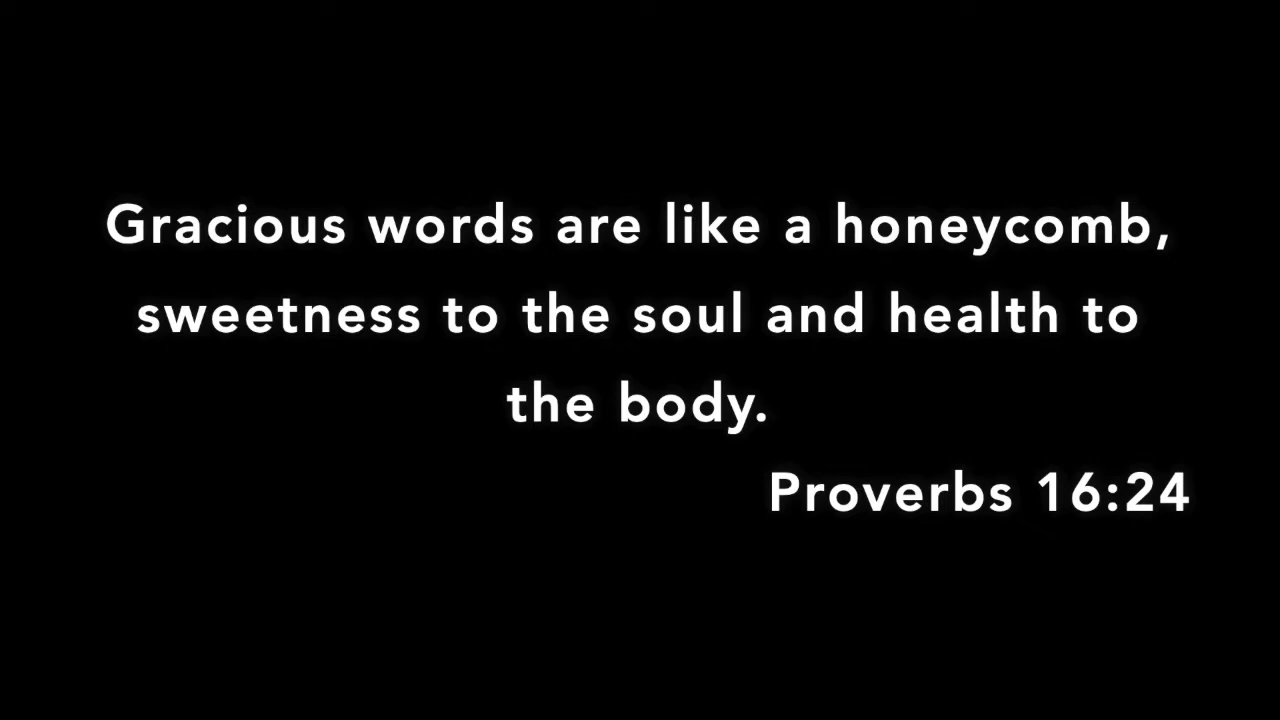 Gracious words are like a honeycomb,
sweetness to the soul and health to
the body.
Proverbs 16:24